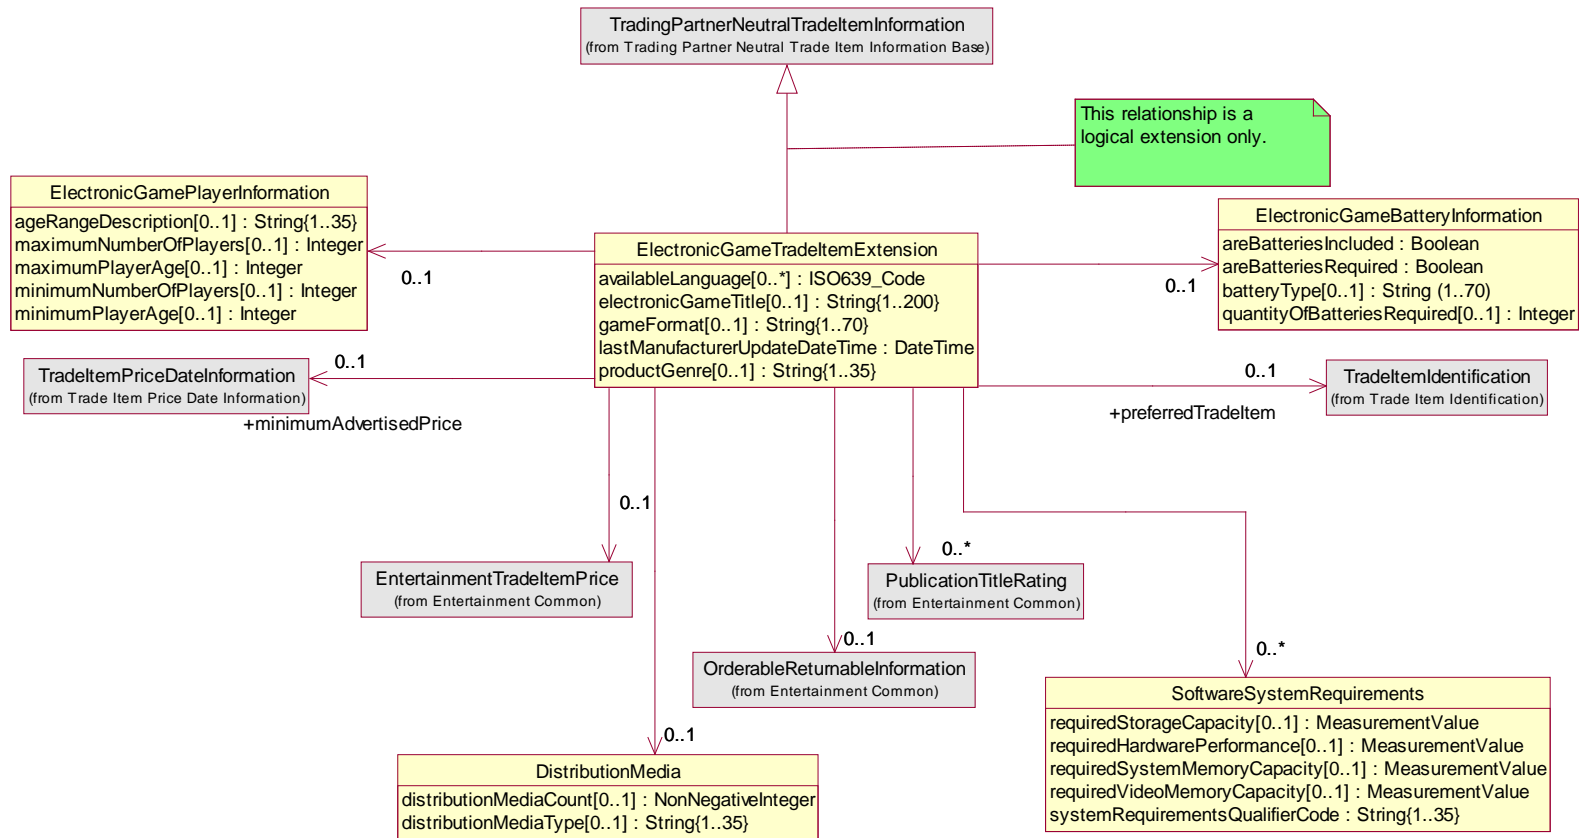 TradingPartnerNeutralTradeItemInformation
(from Trading Partner Neutral Trade Item Information Base)
This relationship is a
logical extension only.
ElectronicGamePlayerInformation
ageRangeDescription[0..1] : String{1..35}
maximumNumberOfPlayers[0..1] : Integer
maximumPlayerAge[0..1] : Integer
minimumNumberOfPlayers[0..1] : Integer
minimumPlayerAge[0..1] : Integer
0..1
ElectronicGameTradeItemExtension
availableLanguage[0..*] : ISO639_Code
electronicGameTitle[0..1] : String{1..200}
gameFormat[0..1] : String{1..70}
lastManufacturerUpdateDateTime : DateTime
productGenre[0..1] : String{1..35}
ElectronicGameBatteryInformation
areBatteriesIncluded : Boolean
areBatteriesRequired : Boolean
batteryType[0..1] : String (1..70)
quantityOfBatteriesRequired[0..1] : Integer
0..1
TradeItemPriceDateInformation
(from Trade Item Price Date Information)
0..1
+minimumAdvertisedPrice
0..1
+preferredTradeItem
TradeItemIdentification
(from Trade Item Identification)
0..1
EntertainmentTradeItemPrice
(from Entertainment Common)
0..*
PublicationTitleRating
(from Entertainment Common)
0..1
OrderableReturnableInformation
(from Entertainment Common)
0..*
SoftwareSystemRequirements
requiredStorageCapacity[0..1] : MeasurementValue
requiredHardwarePerformance[0..1] : MeasurementValue
requiredSystemMemoryCapacity[0..1] : MeasurementValue
requiredVideoMemoryCapacity[0..1] : MeasurementValue
systemRequirementsQualifierCode : String{1..35}
0..1
DistributionMedia
distributionMediaCount[0..1] : NonNegativeInteger
distributionMediaType[0..1] : String{1..35}